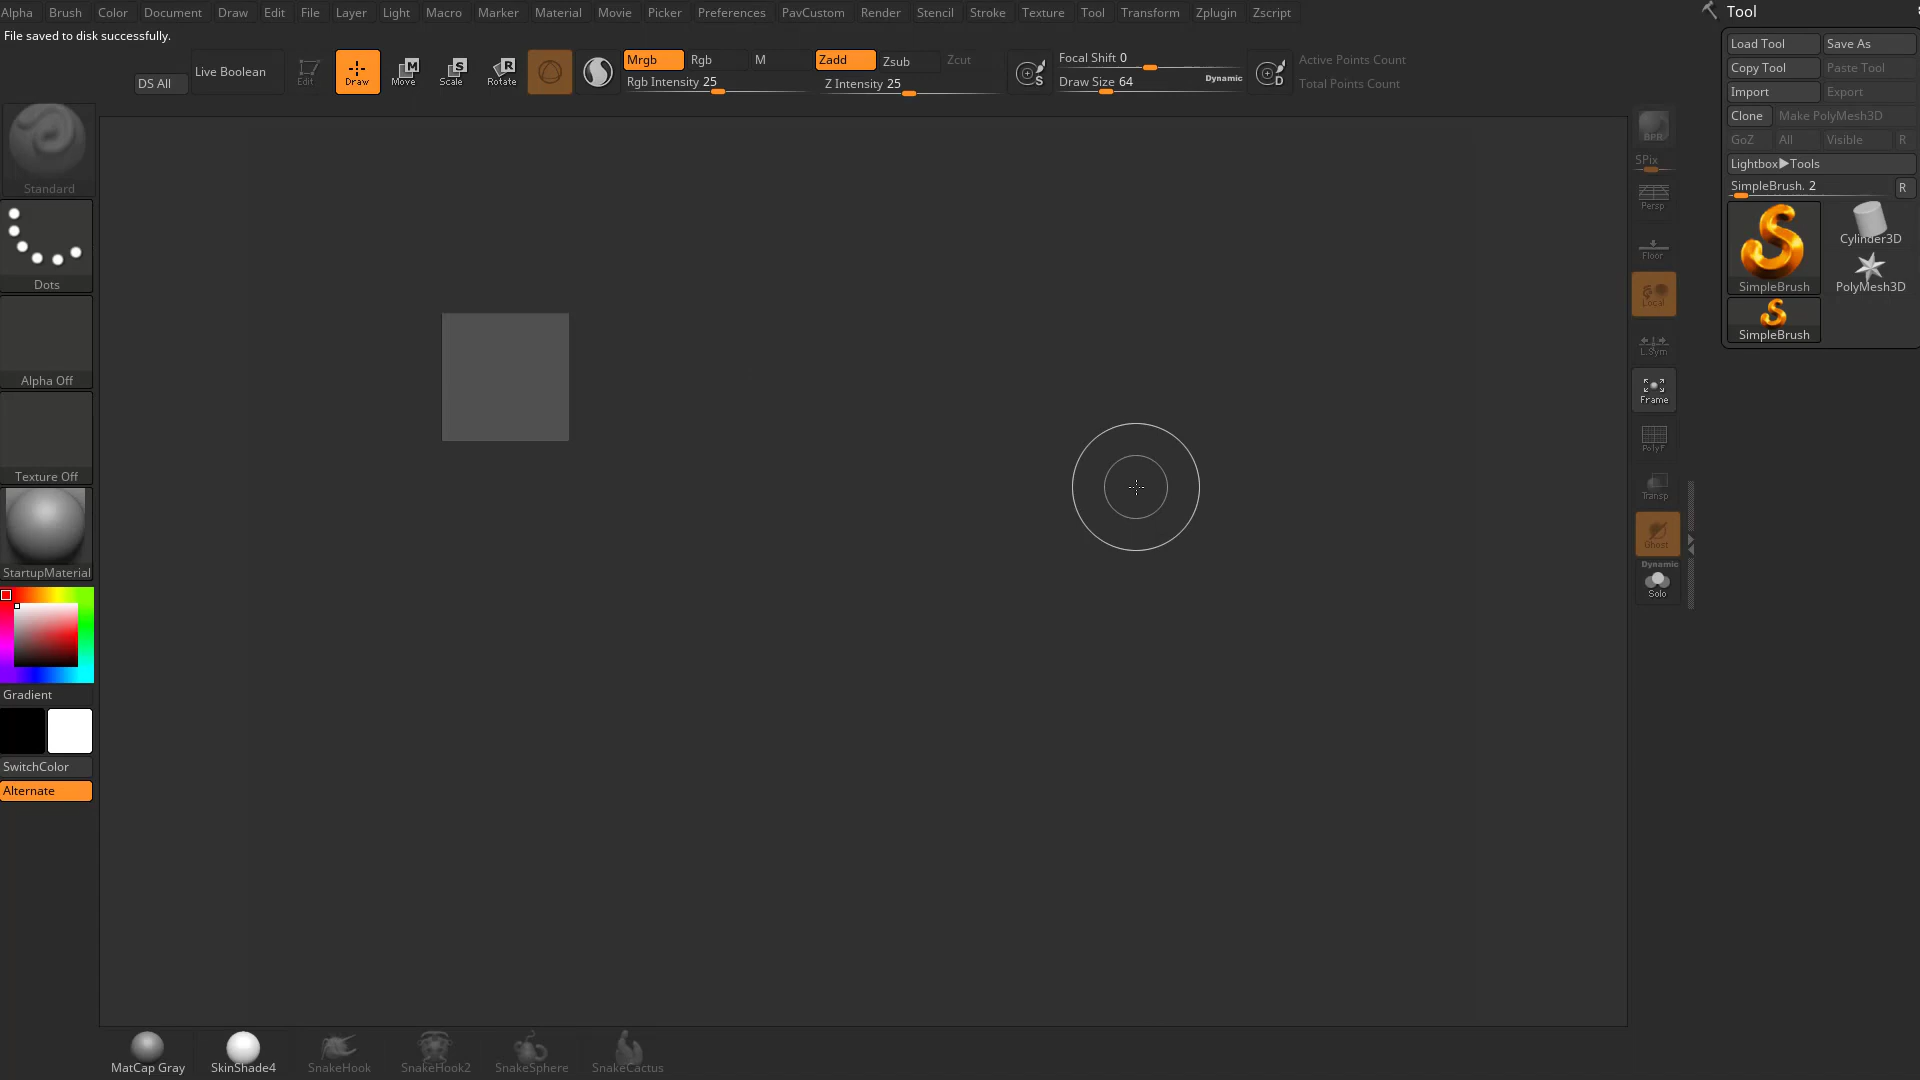 Alpha Brush Color Document Draw Edit File Layer Light Macro Marker Material Movie Picker Preferences PavCustom Render Stencil Stroke Texture Tool Transform Zplugin Zscript
File saved to disk successfully.
DS All
Live Boolean
Edit
Draw
Move
Scale
Rotate
Mrgb Rgb M
Rgb Intensity 25
Zadd Zsub Zcut
Z Intensity 25
S
Focal Shift 0
Draw Size 64
Dynamic
D
Active Points Count
Total Points Count
Standard
Dots
Alpha Off
Texture Off
StartupMaterial
Gradient
SwitchColor
Alternate
BPR
SPix
Persp
Floor
Local
L.Sym
Frame
PolyF
Transp
Ghost
Dynamic
Solo
Tool
Load Tool Save As
Copy Tool Paste Tool
Import Export
Clone Make PolyMesh3D
GoZ All Visible R
Lightbox▶Tools
SimpleBrush. 2 R
SimpleBrush
Cylinder3D
PolyMesh3D
SimpleBrush
MatCap Gray
SkinShade4
SnakeHook
SnakeHook2
SnakeSphere
SnakeCactus